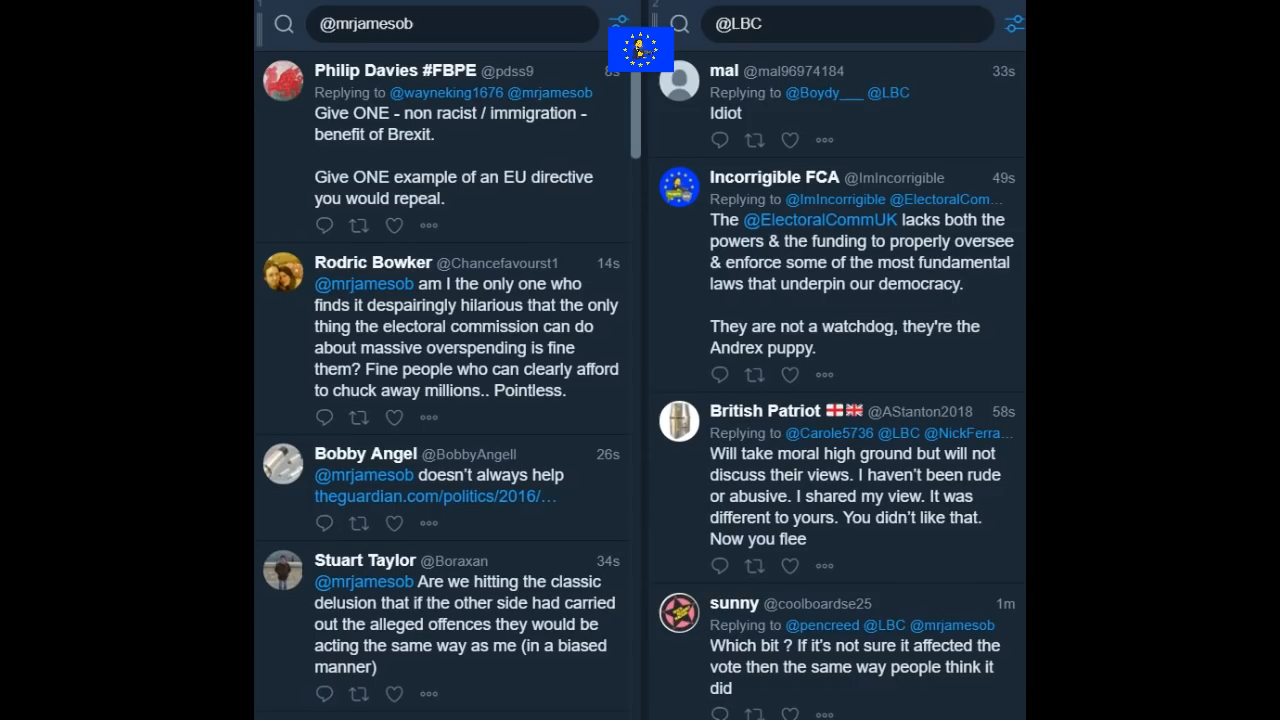 1
@mrjamesob
Philip Davies #FBPE @pdss9 8s
Replying to @wayneking1676 @mrjamesob
Give ONE - non racist / immigration -
benefit of Brexit.
Give ONE example of an EU directive
you would repeal.
Rodric Bowker @Chancefavourst1 14s
@mrjamesob am I the only one who
finds it despairingly hilarious that the only
thing the electoral commission can do
about massive overspending is fine
them? Fine people who can clearly afford
to chuck away millions.. Pointless.
Bobby Angel @BobbyAngell 26s
@mrjamesob doesn't always help
theguardian.com/politics/2016/…
Stuart Taylor @Boraxan 34s
@mrjamesob Are we hitting the classic
delusion that if the other side had carried
out the alleged offences they would be
acting the same way as me (in a biased
manner)
2
@LBC
mal @mal96974184 33s
Replying to @Boydy___ @LBC
Idiot
Incorrigible FCA @ImIncorrigible 49s
Replying to @ImIncorrigible @ElectoralCom…
The @ElectoralCommUK lacks both the
powers & the funding to properly oversee
& enforce some of the most fundamental
laws that underpin our democracy.
They are not a watchdog, they're the
Andrex puppy.
British Patriot @AStanton2018 58s
Replying to @Carole5736 @LBC @NickFerra…
Will take moral high ground but will not
discuss their views. I haven't been rude
or abusive. I shared my view. It was
different to yours. You didn't like that.
Now you flee
sunny @coolboardse25 1m
Replying to @pencreed @LBC @mrjamesob
Which bit ? If it's not sure it affected the
vote then the same way people think it
did